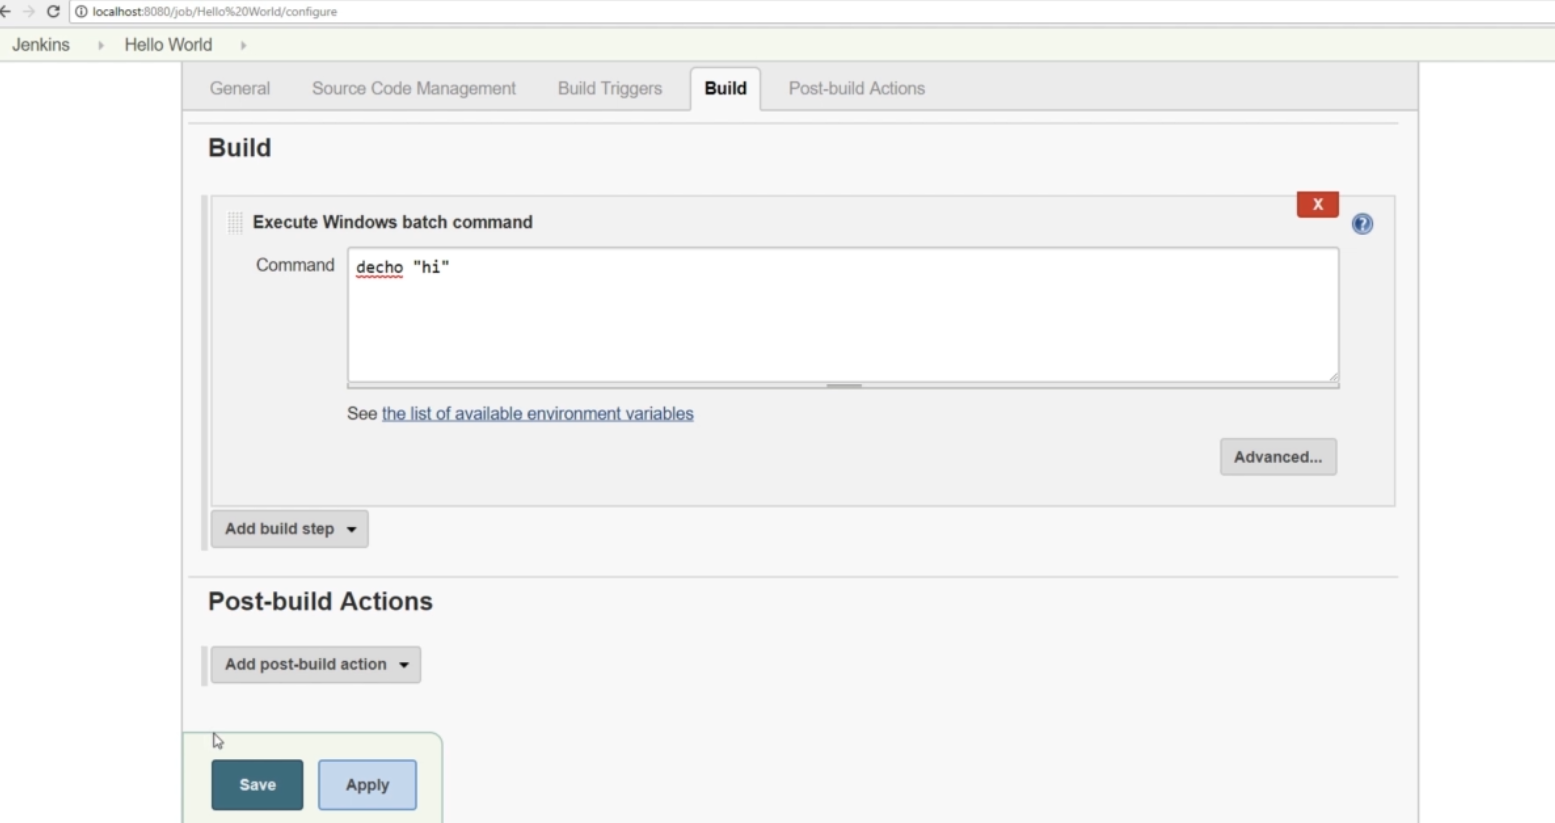 localhost:8080/job/Hello%20World/configure
Jenkins Hello World
General Source Code Management Build Triggers Build Post-build Actions
Build
X
Execute Windows batch command ?
Command decho "hi"
See the list of available environment variables
Advanced...
Add build step
Post-build Actions
Add post-build action
Save Apply